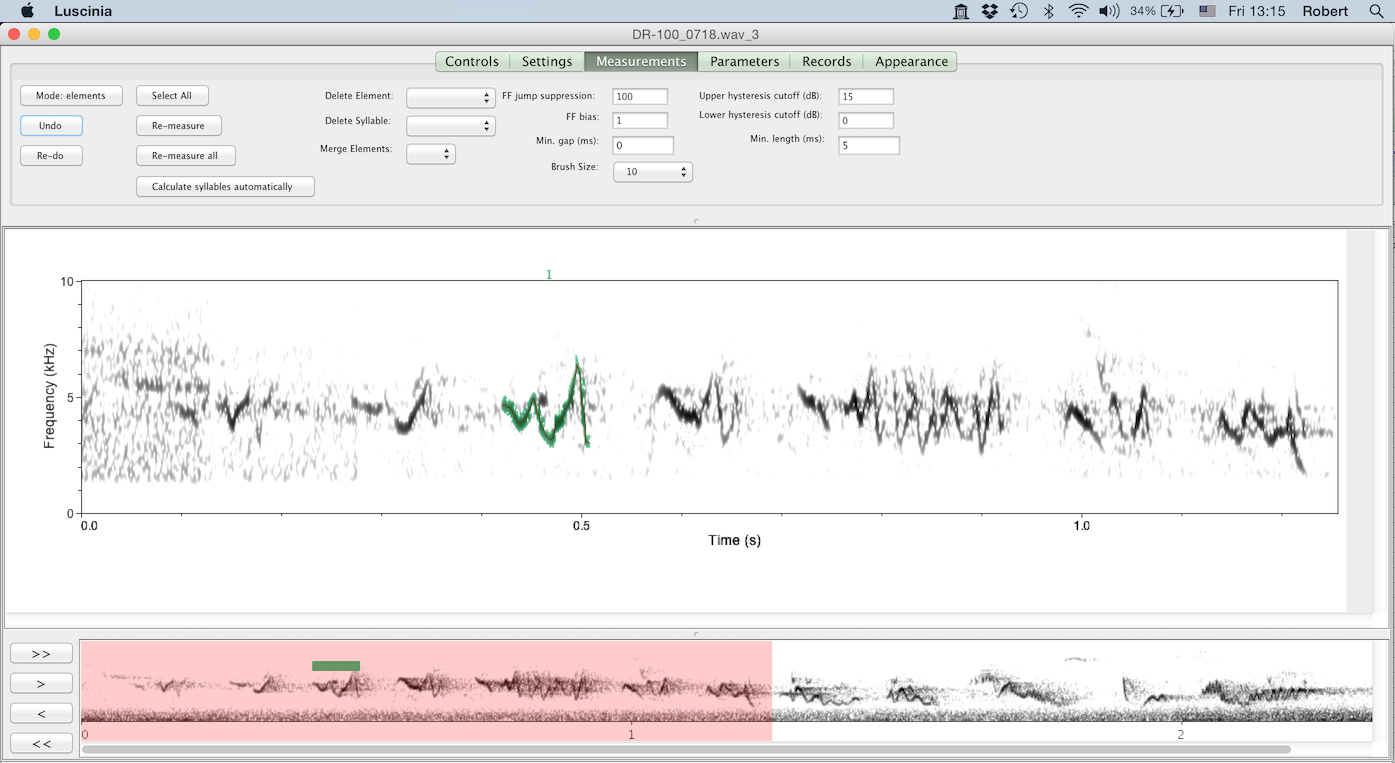 Luscinia 34% Fri 13:15 Robert
DR-100_0718.wav_3
Controls Settings Measurements Parameters Records Appearance
Mode: elements
Undo
Re-do
Select All
Re-measure
Re-measure all
Calculate syllables automatically
Delete Element:
Delete Syllable:
Merge Elements:
FF jump suppression: 100
FF bias: 1
Min. gap (ms): 0
Brush Size: 10
Upper hysteresis cutoff (dB): 15
Lower hysteresis cutoff (dB): 0
Min. length (ms): 5
1
10
5
0
Frequency (kHz)
0.0 0.5 1.0
Time (s)
>>
>
<
<<
0 1 2